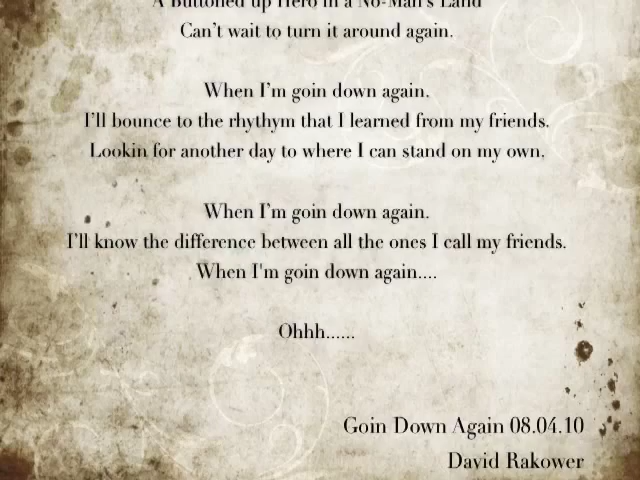 A Buttoned up Hero in a No-Man's Land
Can't wait to turn it around again.
When I'm goin down again.
I'll bounce to the rhythym that I learned from my friends.
Lookin for another day to where I can stand on my own.
When I'm goin down again.
I'll know the difference between all the ones I call my friends.
When I'm goin down again....
Ohhh......
Goin Down Again 08.04.10
David Rakower